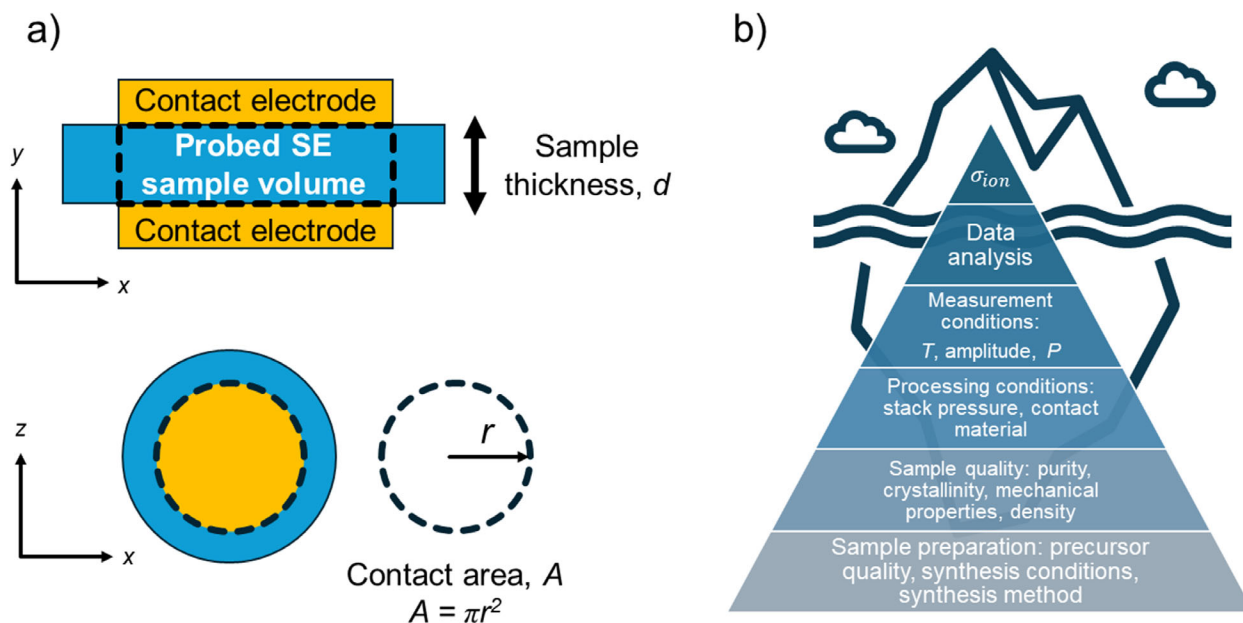 a)
Contact electrode
Probed SE
sample volume
Contact electrode
Sample
thickness, d
y
x
z
x
r
Contact area, A
A = πr²
b)
σion
Data
analysis
Measurement
conditions:
T, amplitude, P
Processing conditions:
stack pressure, contact
material
Sample quality: purity,
crystallinity, mechanical
properties, density
Sample preparation: precursor
quality, synthesis conditions,
synthesis method